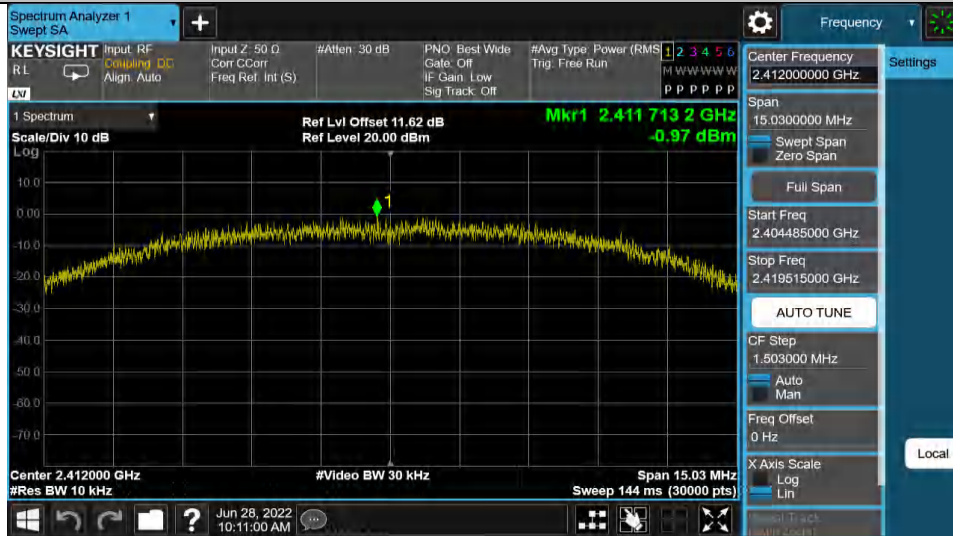 Spectrum Analyzer 1
Swept SA
+
Frequency
KEYSIGHT
RL
LXI
Input: RF
Coupling: DC
Align: Auto
Input Z: 50 Ω
Corr CCorr
Freq Ref: Int (S)
#Atten: 30 dB
PNO: Best Wide
Gate: Off
IF Gain: Low
Sig Track: Off
#Avg Type: Power (RMS
Trig: Free Run
1 2 3 4 5 6
M W W W W W
P P P P P P
1 Spectrum
Scale/Div 10 dB
Ref Lvl Offset 11.62 dB
Ref Level 20.00 dBm
Mkr1 2.411 713 2 GHz
-0.97 dBm
Log
10.0
0.00
-10.0
-20.0
-30.0
-40.0
-50.0
-60.0
-70.0
1
Center 2.412000 GHz
#Res BW 10 kHz
#Video BW 30 kHz
Span 15.03 MHz
Sweep 144 ms (30000 pts)
Center Frequency
2.412000000 GHz
Span
15.0300000 MHz
Swept Span
Zero Span
Full Span
Start Freq
2.404485000 GHz
Stop Freq
2.419515000 GHz
AUTO TUNE
CF Step
1.503000 MHz
Auto
Man
Freq Offset
0 Hz
X Axis Scale
Log
Lin
Settings
Local
?
Jun 28, 2022
10:11:00 AM